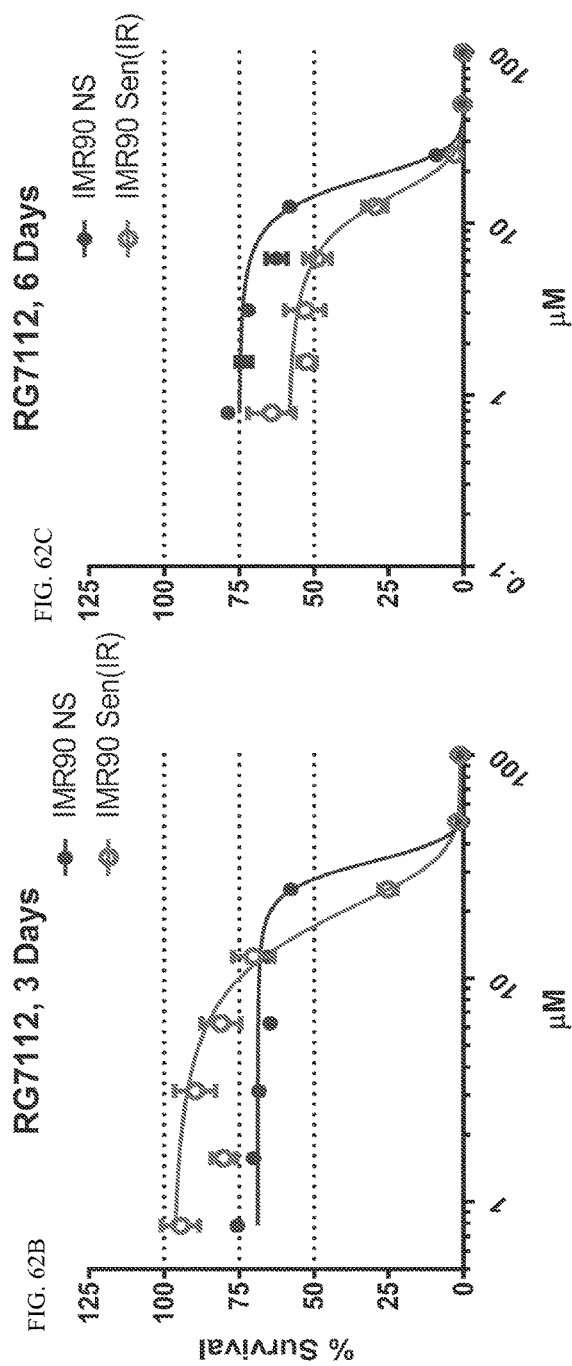 FIG. 62B
RG7112, 3 Days
IMR90 NS
IMR90 Sen(IR)
% Survival
125
100
75
50
25
0
1
10
100
µM
FIG. 62C
RG7112, 6 Days
IMR90 NS
IMR90 Sen(IR)
125
100
75
50
25
0
0.1
1
10
100
µM